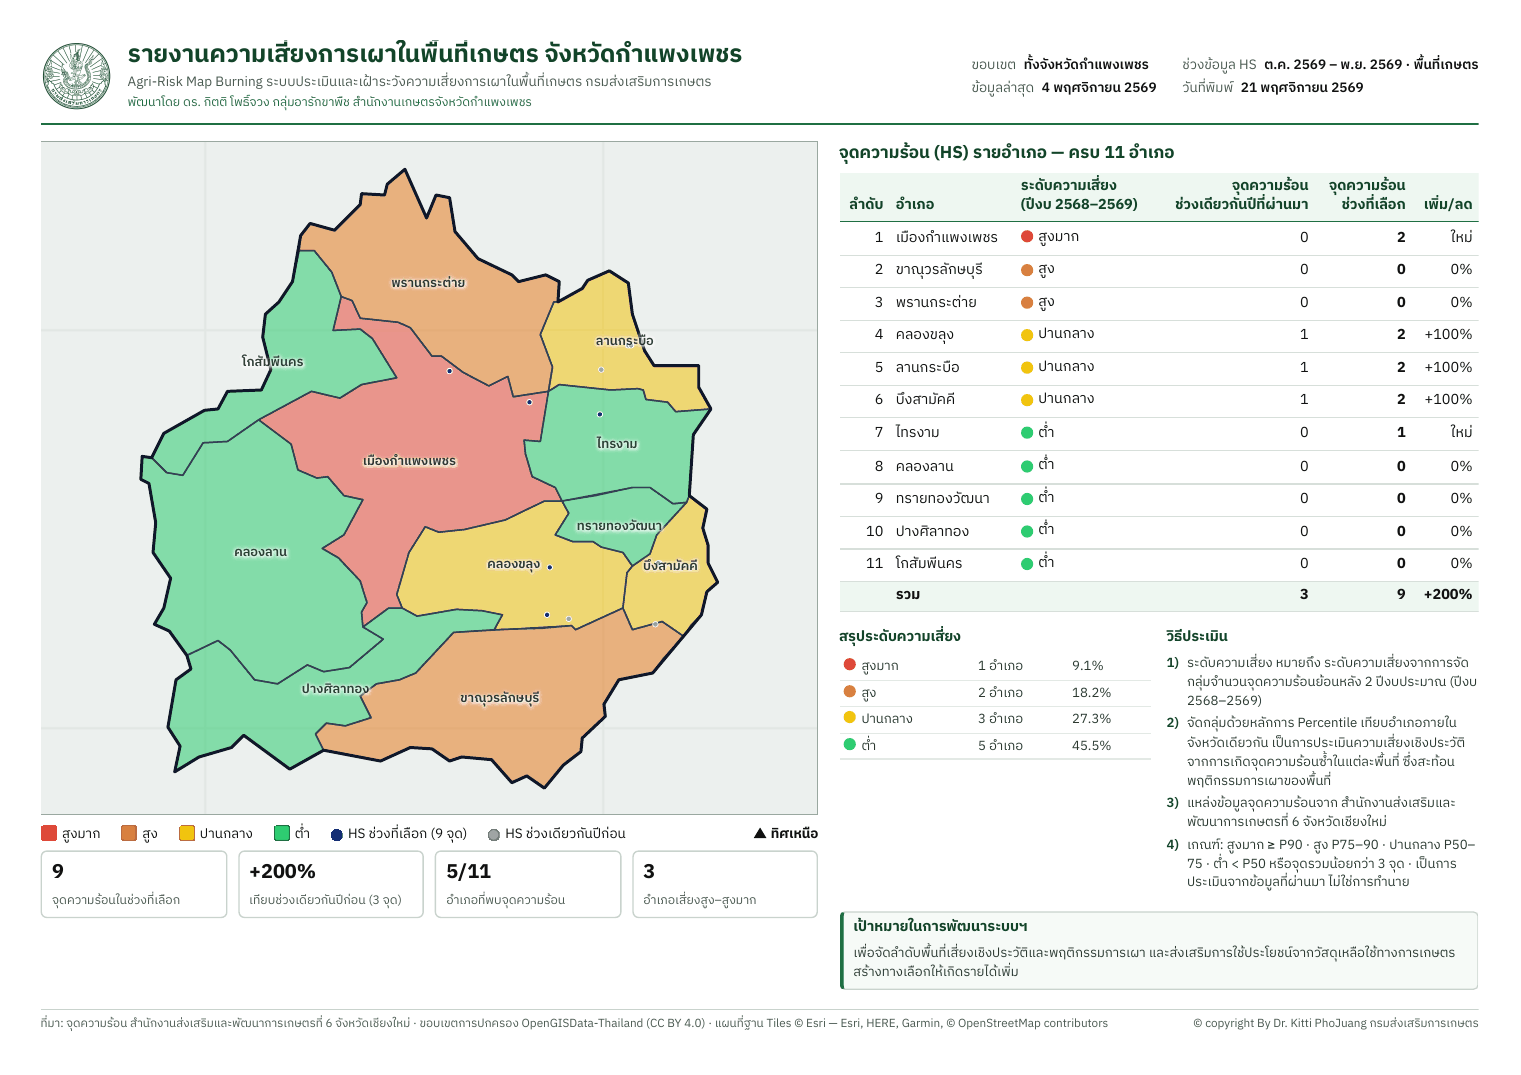 รายงานความเสี่ยงการเผาในพื้นที่เกษตร จังหวัดกำแพงเพชร
Agri-Risk Map Burning ระบบประเมินและเฝ้าระวังความเสี่ยงการเผาในพื้นที่เกษตร กรมส่งเสริมการเกษตร
พัฒนาโดย ดร. กิตติ โพธิ์จวง กลุ่มอารักขาพืช สำนักงานเกษตรจังหวัดกำแพงเพชร
ขอบเขต ทั้งจังหวัดกำแพงเพชร ช่วงข้อมูล HS ต.ค. 2569 – พ.ย. 2569 · พื้นที่เกษตร
ข้อมูลล่าสุด 4 พฤศจิกายน 2569 วันที่พิมพ์ 21 พฤศจิกายน 2569
พรานกระต่าย
ลานกระบือ
โกสัมพีนคร
ไทรงาม
เมืองกำแพงเพชร
ทรายทองวัฒนา
คลองลาน
คลองขลุง
บึงสามัคคี
ปางศิลาทอง
ขาณุวรลักษบุรี
สูงมาก สูง ปานกลาง ต่ำ HS ช่วงที่เลือก (9 จุด) HS ช่วงเดียวกันปีก่อน ▲ ทิศเหนือ
9 +200% 5/11 3
จุดความร้อนในช่วงที่เลือก เทียบช่วงเดียวกันปีก่อน (3 จุด) อำเภอที่พบจุดความร้อน อำเภอเสี่ยงสูง–สูงมาก
จุดความร้อน (HS) รายอำเภอ — ครบ 11 อำเภอ
ระดับความเสี่ยง จุดความร้อน จุดความร้อน
ลำดับ อำเภอ (ปีงบ 2568–2569) ช่วงเดียวกันปีที่ผ่านมา ช่วงที่เลือก เพิ่ม/ลด
1 เมืองกำแพงเพชร สูงมาก 0 2 ใหม่
2 ขาณุวรลักษบุรี สูง 0 0 0%
3 พรานกระต่าย สูง 0 0 0%
4 คลองขลุง ปานกลาง 1 2 +100%
5 ลานกระบือ ปานกลาง 1 2 +100%
6 บึงสามัคคี ปานกลาง 1 2 +100%
7 ไทรงาม ต่ำ 0 1 ใหม่
8 คลองลาน ต่ำ 0 0 0%
9 ทรายทองวัฒนา ต่ำ 0 0 0%
10 ปางศิลาทอง ต่ำ 0 0 0%
11 โกสัมพีนคร ต่ำ 0 0 0%
รวม 3 9 +200%
สรุประดับความเสี่ยง
สูงมาก 1 อำเภอ 9.1%
สูง 2 อำเภอ 18.2%
ปานกลาง 3 อำเภอ 27.3%
ต่ำ 5 อำเภอ 45.5%
วิธีประเมิน
1) ระดับความเสี่ยง หมายถึง ระดับความเสี่ยงจากการจัด
กลุ่มจำนวนจุดความร้อนย้อนหลัง 2 ปีงบประมาณ (ปีงบ
2568–2569)
2) จัดกลุ่มด้วยหลักการ Percentile เทียบอำเภอภายใน
จังหวัดเดียวกัน เป็นการประเมินความเสี่ยงเชิงประวัติ
จากการเกิดจุดความร้อนซ้ำในแต่ละพื้นที่ ซึ่งสะท้อน
พฤติกรรมการเผาของพื้นที่
3) แหล่งข้อมูลจุดความร้อนจาก สำนักงานส่งเสริมและ
พัฒนาการเกษตรที่ 6 จังหวัดเชียงใหม่
4) เกณฑ์: สูงมาก ≥ P90 · สูง P75–90 · ปานกลาง P50–
75 · ต่ำ < P50 หรือจุดรวมน้อยกว่า 3 จุด · เป็นการ
ประเมินจากข้อมูลที่ผ่านมา ไม่ใช่การทำนาย
เป้าหมายในการพัฒนาระบบฯ
เพื่อจัดลำดับพื้นที่เสี่ยงเชิงประวัติและพฤติกรรมการเผา และส่งเสริมการใช้ประโยชน์จากวัสดุเหลือใช้ทางการเกษตร
สร้างทางเลือกให้เกิดรายได้เพิ่ม
ที่มา: จุดความร้อน สำนักงานส่งเสริมและพัฒนาการเกษตรที่ 6 จังหวัดเชียงใหม่ · ขอบเขตการปกครอง OpenGISData-Thailand (CC BY 4.0) · แผนที่ฐาน Tiles © Esri — Esri, HERE, Garmin, © OpenStreetMap contributors
© copyright By Dr. Kitti PhoJuang กรมส่งเสริมการเกษตร